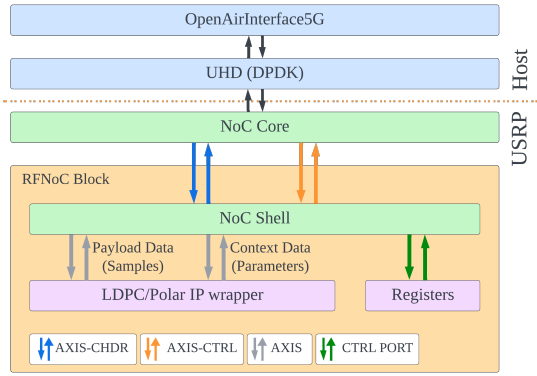 OpenAirInterface5G
UHD (DPDK)
Host
NoC Core
USRP
RFNoC Block
NoC Shell
Payload Data
(Samples)
Context Data
(Parameters)
LDPC/Polar IP wrapper
Registers
AXIS-CHDR
AXIS-CTRL
AXIS
CTRL PORT